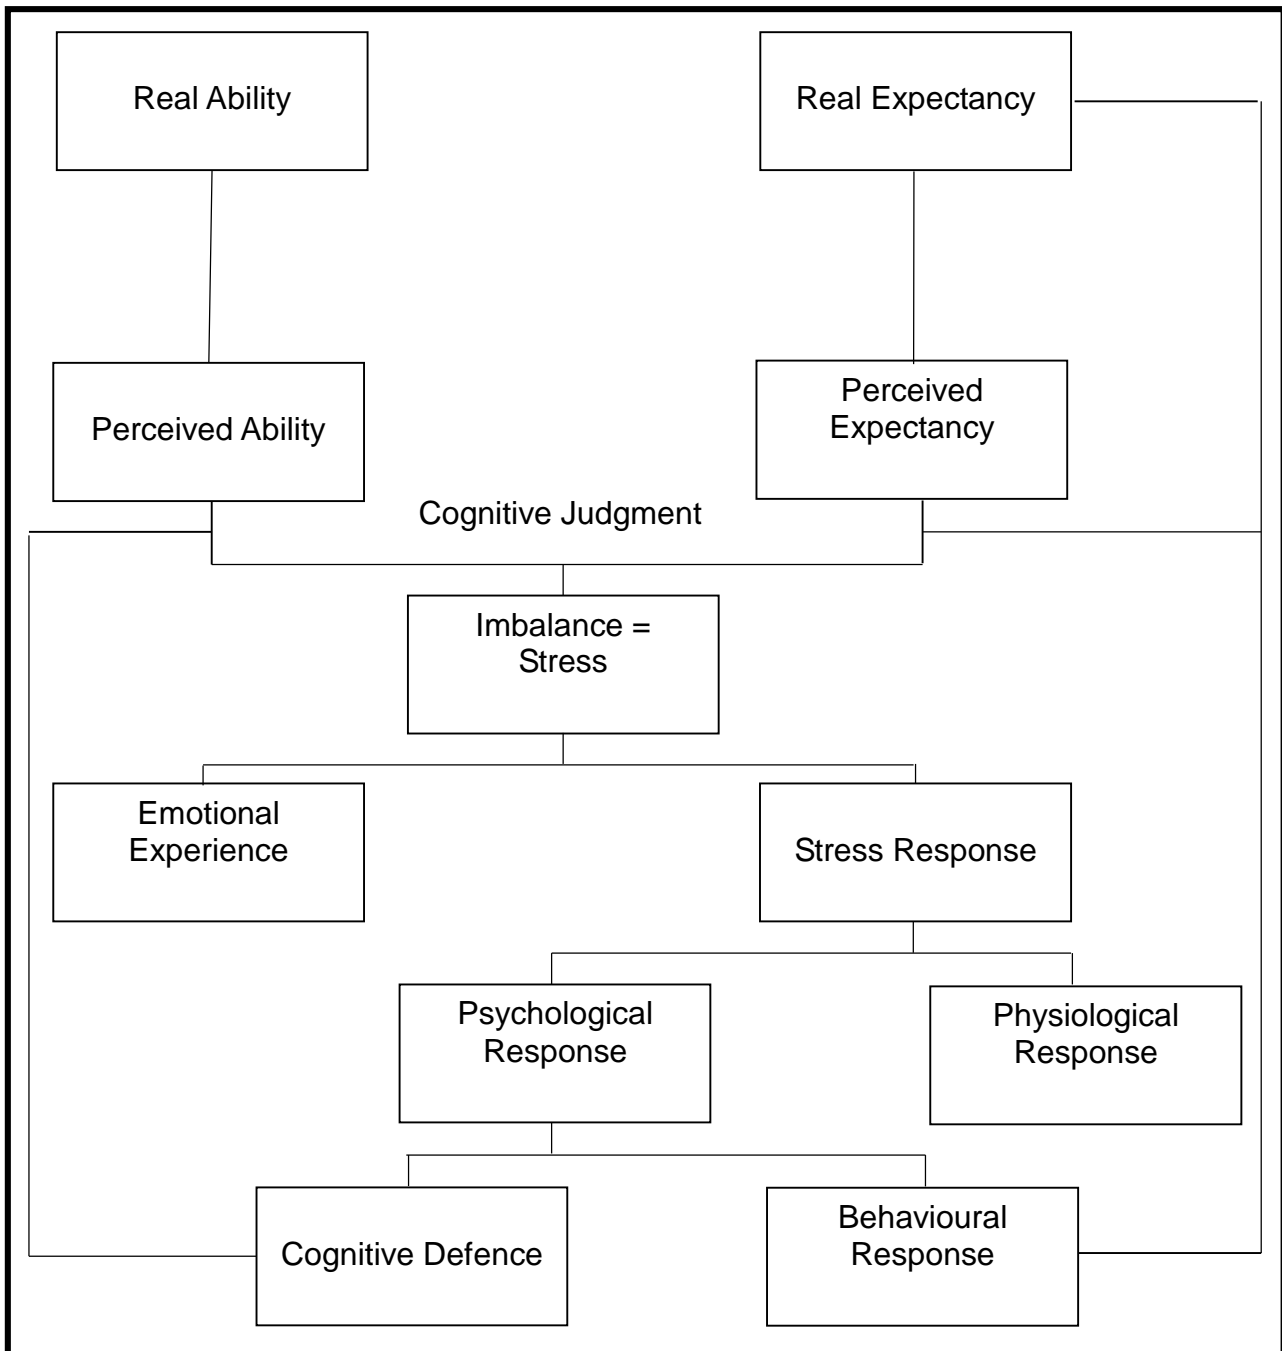 Real Ability
Real Expectancy
Perceived Ability
Perceived
Expectancy
Cognitive Judgment
Imbalance =
Stress
Emotional
Experience
Stress Response
Psychological
Response
Physiological
Response
Cognitive Defence
Behavioural
Response